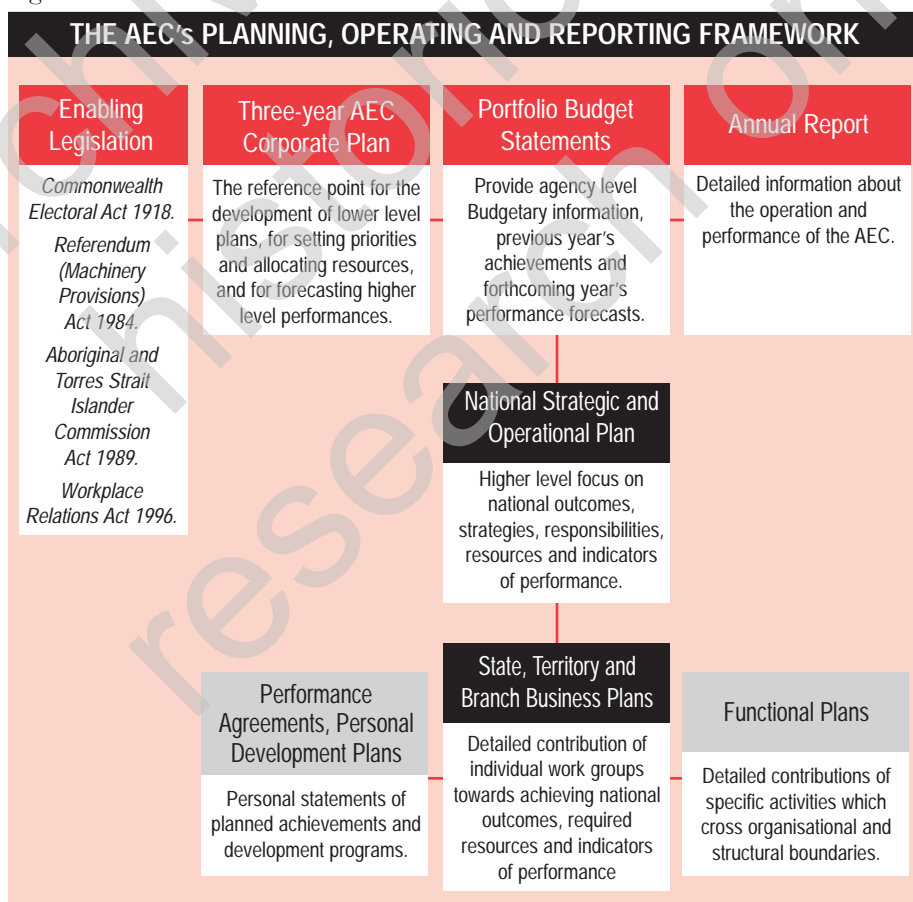 THE AEC's PLANNING, OPERATING AND REPORTING FRAMEWORK
Enabling
Legislation
Commonwealth
Electoral Act 1918.
Referendum
(Machinery
Provisions)
Act 1984.
Aboriginal and
Torres Strait
Islander
Commission
Act 1989.
Workplace
Relations Act 1996.
Three-year AEC
Corporate Plan
The reference point for the
development of lower level
plans, for setting priorities
and allocating resources,
and for forecasting higher
level performances.
Portfolio Budget
Statements
Provide agency level
Budgetary information,
previous year's
achievements and
forthcoming year's
performance forecasts.
Annual Report
Detailed information about
the operation and
performance of the AEC.
National Strategic and
Operational Plan
Higher level focus on
national outcomes,
strategies, responsibilities,
resources and indicators
of performance.
Performance
Agreements, Personal
Development Plans
Personal statements of
planned achievements and
development programs.
State, Territory and
Branch Business Plans
Detailed contribution of
individual work groups
towards achieving national
outcomes, required
resources and indicators
of performance
Functional Plans
Detailed contributions of
specific activities which
cross organisational and
structural boundaries.
research